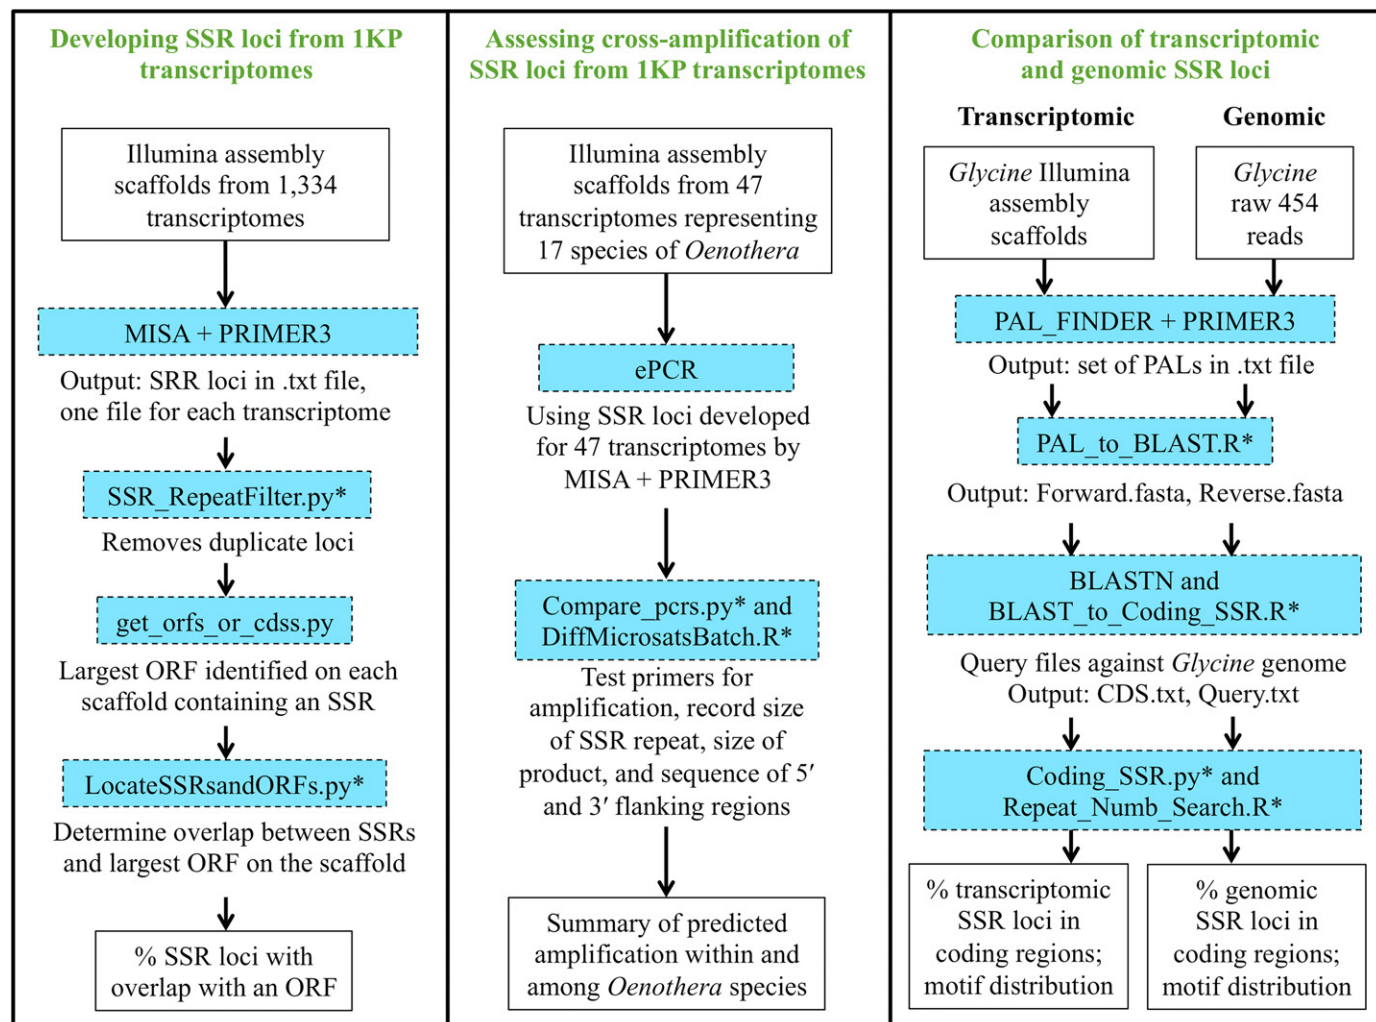 Developing SSR loci from 1KP
transcriptomes
Illumina assembly
scaffolds from 1,334
transcriptomes
MISA + PRIMER3
Output: SRR loci in .txt file,
one file for each transcriptome
SSR_RepeatFilter.py*
Removes duplicate loci
get_orfs_or_cdss.py
Largest ORF identified on each
scaffold containing an SSR
LocateSSRsandORFs.py*
Determine overlap between SSRs
and largest ORF on the scaffold
% SSR loci with
overlap with an ORF
Assessing cross-amplification of
SSR loci from 1KP transcriptomes
Illumina assembly
scaffolds from 47
transcriptomes representing
17 species of Oenothera
ePCR
Using SSR loci developed
for 47 transcriptomes by
MISA + PRIMER3
Compare_pcrs.py* and
DiffMicrosatsBatch.R*
Test primers for
amplification, record size
of SSR repeat, size of
product, and sequence of 5′
and 3′ flanking regions
Summary of predicted
amplification within and
among Oenothera species
Comparison of transcriptomic
and genomic SSR loci
Transcriptomic
Glycine Illumina
assembly
scaffolds
Genomic
Glycine
raw 454
reads
PAL_FINDER + PRIMER3
Output: set of PALs in .txt file
PAL_to_BLAST.R*
Output: Forward.fasta, Reverse.fasta
BLASTN and
BLAST_to_Coding_SSR.R*
Query files against Glycine genome
Output: CDS.txt, Query.txt
Coding_SSR.py* and
Repeat_Numb_Search.R*
% transcriptomic
SSR loci in
coding regions;
motif distribution
% genomic
SSR loci in
coding regions;
motif distribution